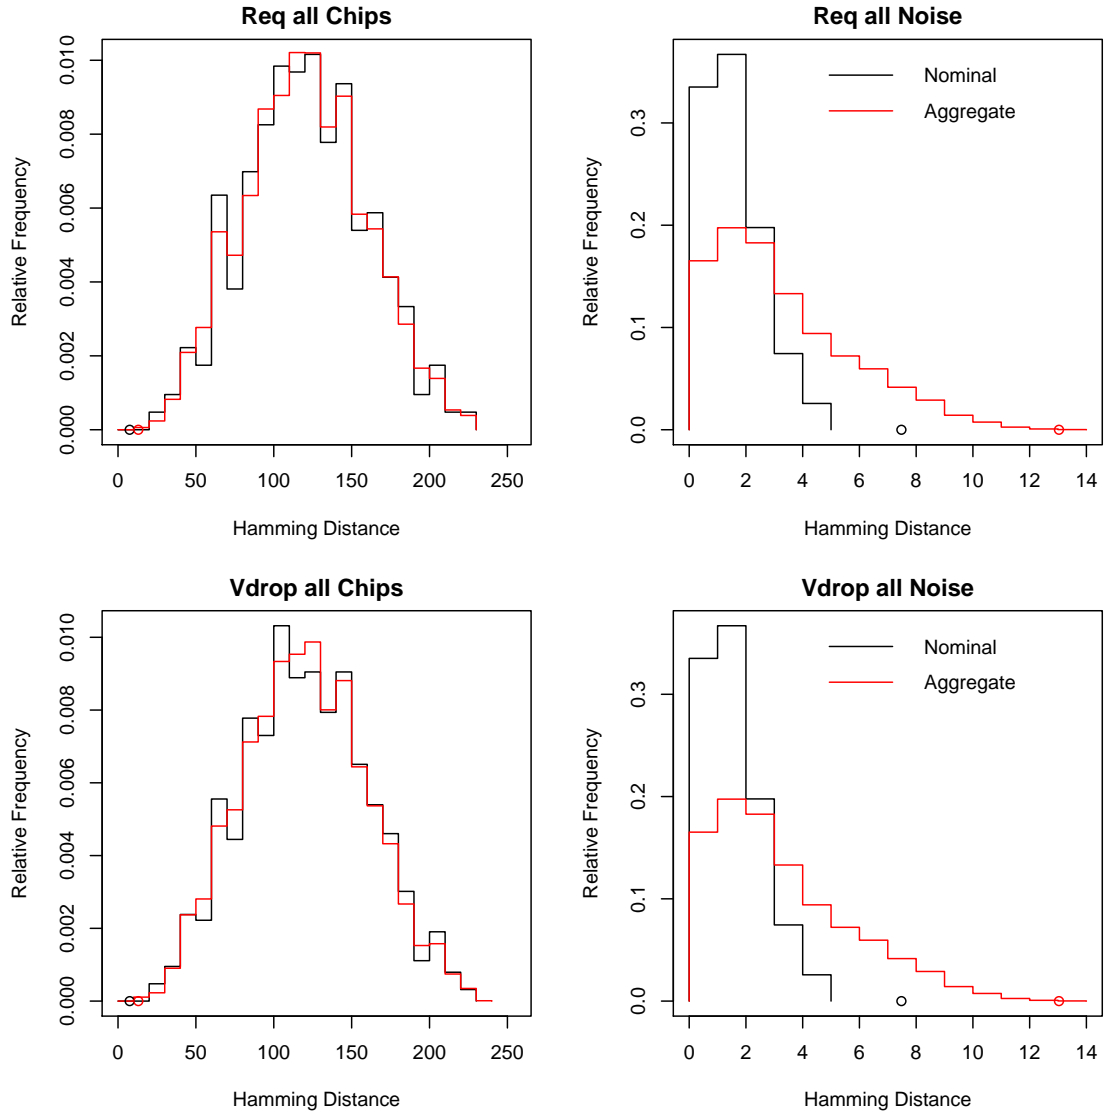 Req all Chips
Relative Frequency
0.000 0.002 0.004 0.006 0.008 0.010
0 50 100 150 200 250
Hamming Distance
Req all Noise
Nominal
Aggregate
Relative Frequency
0.0 0.1 0.2 0.3
0 2 4 6 8 10 12 14
Hamming Distance
Vdrop all Chips
Relative Frequency
0.000 0.002 0.004 0.006 0.008 0.010
0 50 100 150 200 250
Hamming Distance
Vdrop all Noise
Nominal
Aggregate
Relative Frequency
0.0 0.1 0.2 0.3
0 2 4 6 8 10 12 14
Hamming Distance